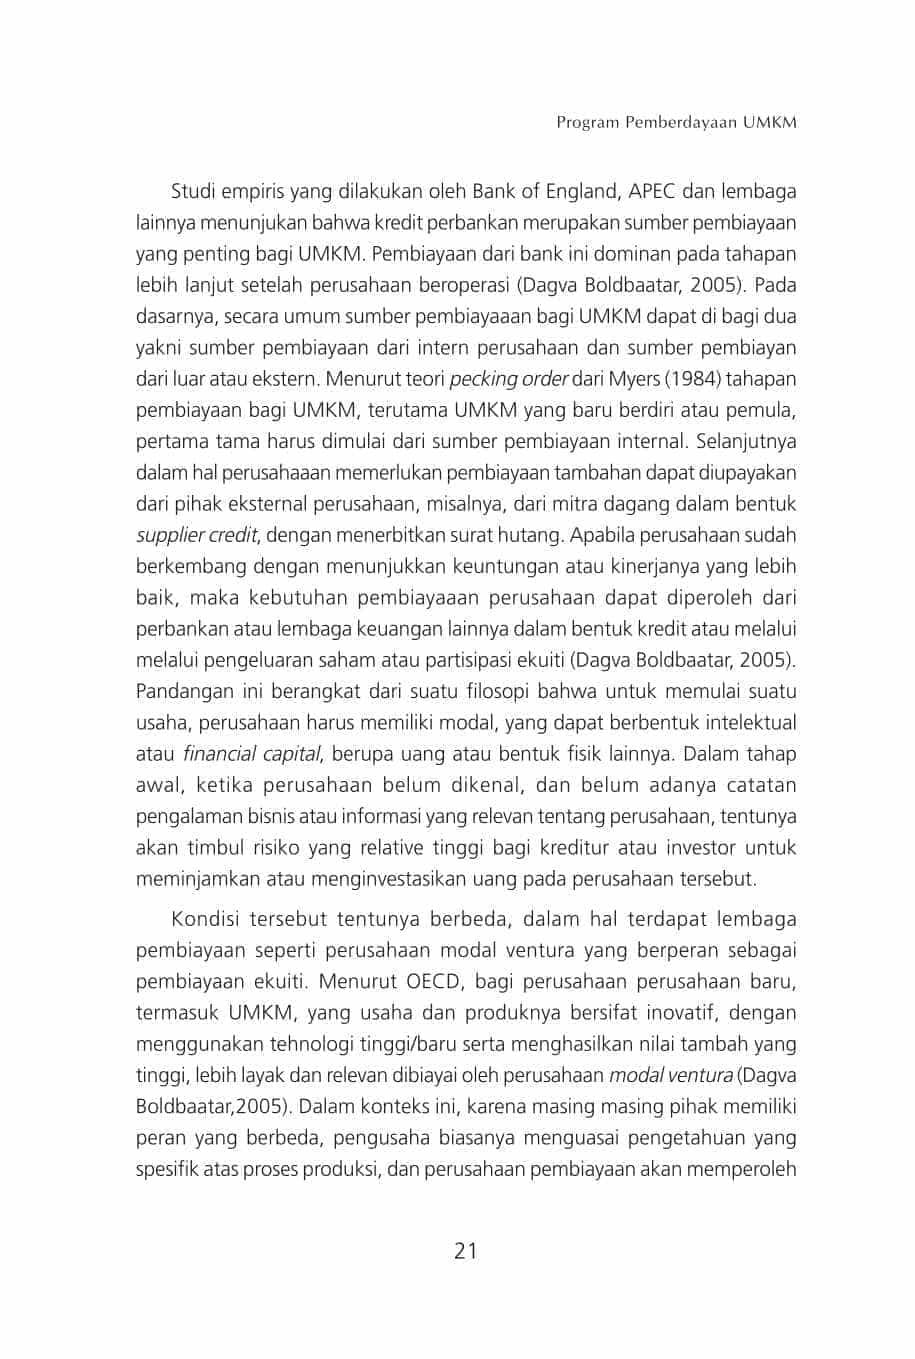 Program Pemberdayaan UMKM
Studi empiris yang dilakukan oleh Bank of England, APEC dan lembaga
lainnya menunjukan bahwa kredit perbankan merupakan sumber pembiayaan
yang penting bagi UMKM. Pembiayaan dari bank ini dominan pada tahapan
lebih lanjut setelah perusahaan beroperasi (Dagva Boldbaatar, 2005). Pada
dasarnya, secara umum sumber pembiayaaan bagi UMKM dapat di bagi dua
yakni sumber pembiayaan dari intern perusahaan dan sumber pembiayan
dari luar atau ekstern. Menurut teori pecking order dari Myers (1984) tahapan
pembiayaan bagi UMKM, terutama UMKM yang baru berdiri atau pemula,
pertama tama harus dimulai dari sumber pembiayaan internal. Selanjutnya
dalam hal perusahaaan memerlukan pembiayaan tambahan dapat diupayakan
dari pihak eksternal perusahaan, misalnya, dari mitra dagang dalam bentuk
supplier credit, dengan menerbitkan surat hutang. Apabila perusahaan sudah
berkembang dengan menunjukkan keuntungan atau kinerjanya yang lebih
baik, maka kebutuhan pembiayaaan perusahaan dapat diperoleh dari
perbankan atau lembaga keuangan lainnya dalam bentuk kredit atau melalui
melalui pengeluaran saham atau partisipasi ekuiti (Dagva Boldbaatar, 2005).
Pandangan ini berangkat dari suatu filosopi bahwa untuk memulai suatu
usaha, perusahaan harus memiliki modal, yang dapat berbentuk intelektual
atau financial capital, berupa uang atau bentuk fisik lainnya. Dalam tahap
awal, ketika perusahaan belum dikenal, dan belum adanya catatan
pengalaman bisnis atau informasi yang relevan tentang perusahaan, tentunya
akan timbul risiko yang relative tinggi bagi kreditur atau investor untuk
meminjamkan atau menginvestasikan uang pada perusahaan tersebut.
Kondisi tersebut tentunya berbeda, dalam hal terdapat lembaga
pembiayaan seperti perusahaan modal ventura yang berperan sebagai
pembiayaan ekuiti. Menurut OECD, bagi perusahaan perusahaan baru,
termasuk UMKM, yang usaha dan produknya bersifat inovatif, dengan
menggunakan tehnologi tinggi/baru serta menghasilkan nilai tambah yang
tinggi, lebih layak dan relevan dibiayai oleh perusahaan modal ventura (Dagva
Boldbaatar,2005). Dalam konteks ini, karena masing masing pihak memiliki
peran yang berbeda, pengusaha biasanya menguasai pengetahuan yang
spesifik atas proses produksi, dan perusahaan pembiayaan akan memperoleh
21